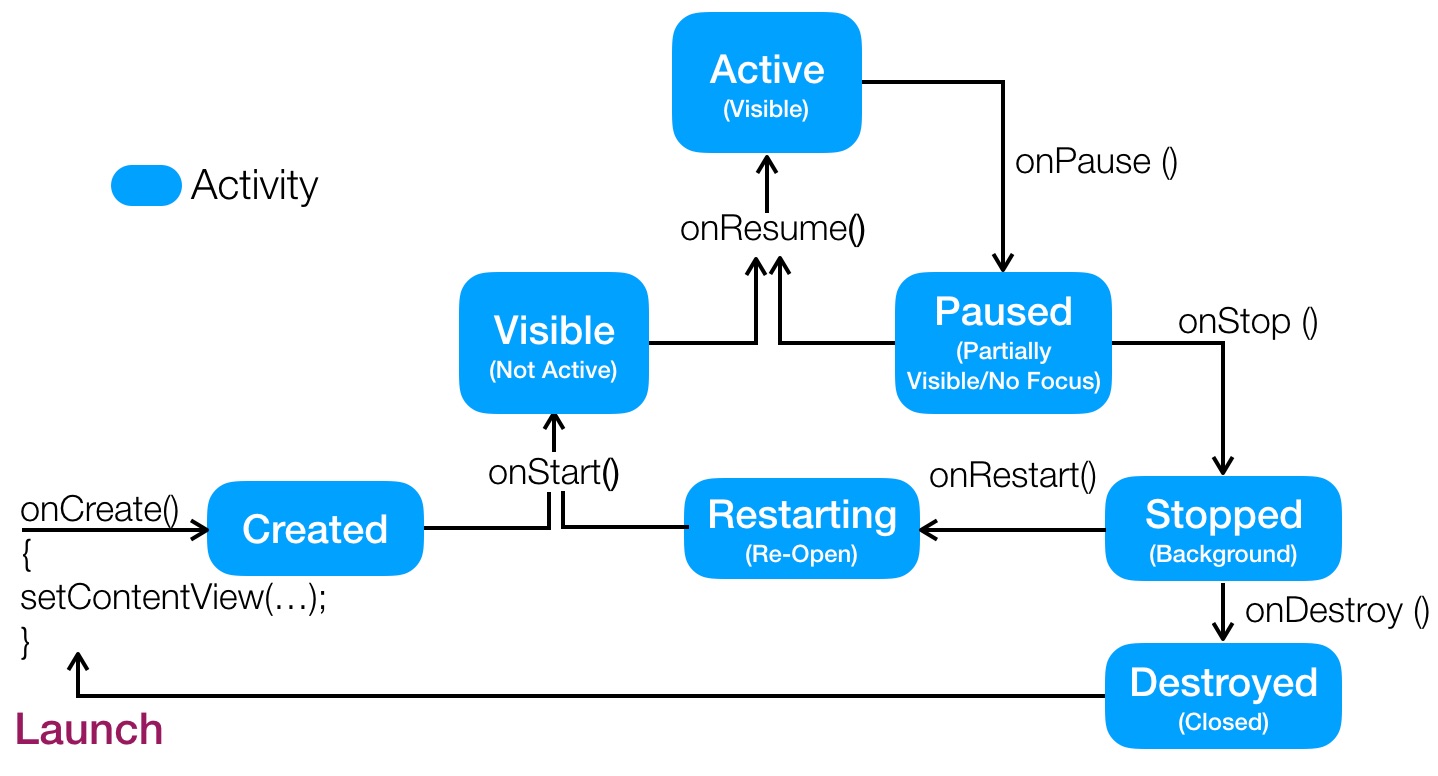 Active
(Visible)
onPause ()
Activity
onResume()
Visible
(Not Active)
Paused
(Partially
Visible/No Focus)
onStop ()
onStart()
onRestart()
onCreate()
Created
Restarting
(Re-Open)
Stopped
(Background)
{
setContentView(...);
}
onDestroy ()
Destroyed
(Closed)
Launch